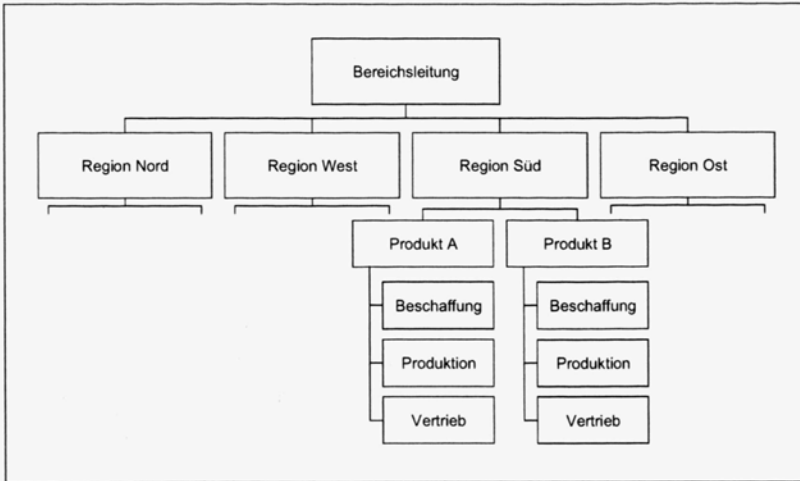 Bereichsleitung
Region Nord
Region West
Region Süd
Region Ost
Produkt A
Produkt B
Beschaffung
Beschaffung
Produktion
Produktion
Vertrieb
Vertrieb